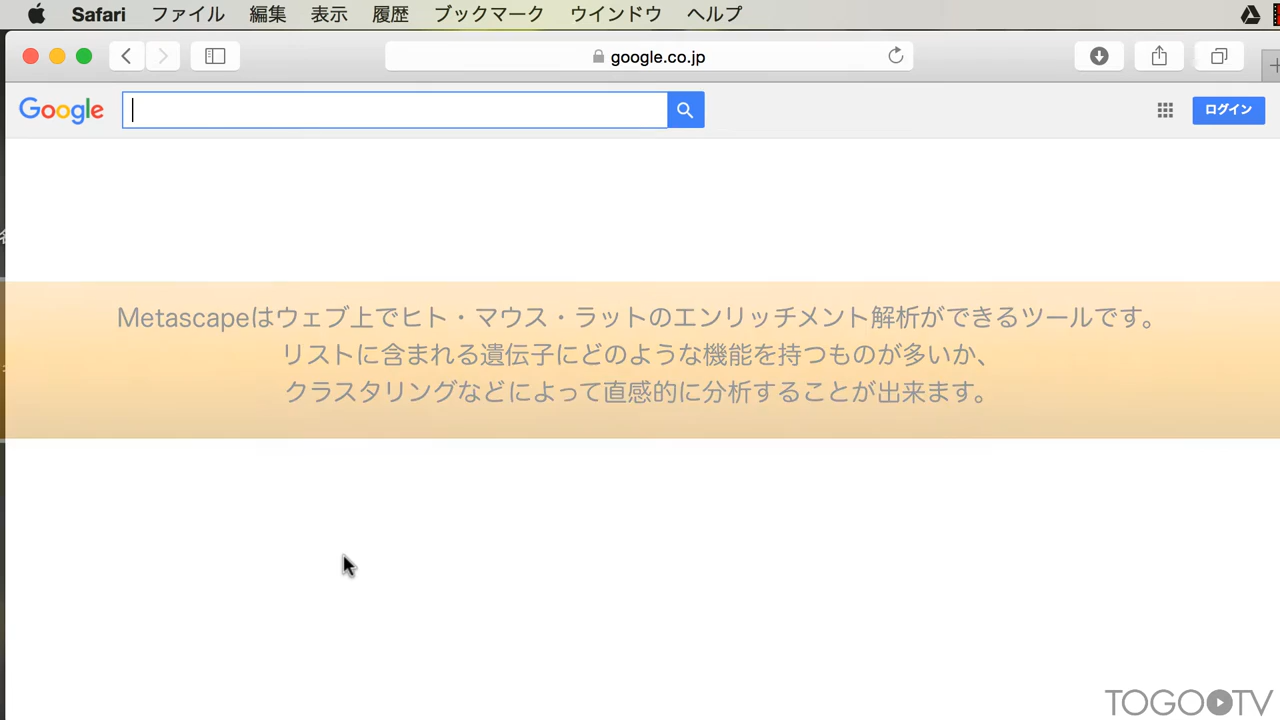 Safari ファイル 編集 表示 履歴 ブックマーク ウインドウ ヘルプ
google.co.jp
Google
ログイン
Metascapeはウェブ上でヒト・マウス・ラットのエンリッチメント解析ができるツールです。
リストに含まれる遺伝子にどのような機能を持つものが多いか、
クラスタリングなどによって直感的に分析することが出来ます。
TOGO TV